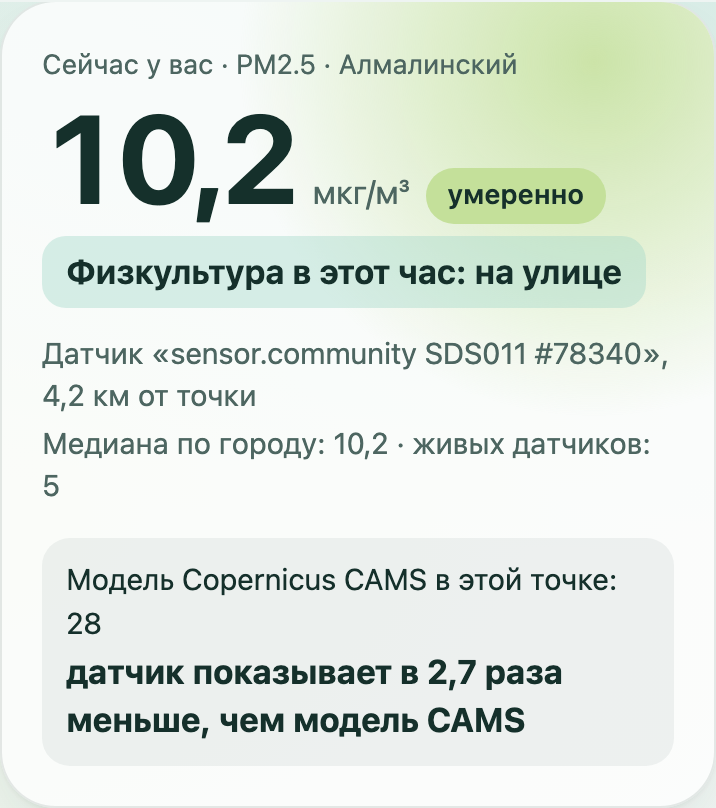 Сейчас у вас · PM2.5 · Алмалинский
10,2 мкг/м³ умеренно
Физкультура в этот час: на улице
Датчик «sensor.community SDS011 #78340»,
4,2 км от точки
Медиана по городу: 10,2 · живых датчиков:
5
Модель Copernicus CAMS в этой точке:
28
датчик показывает в 2,7 раза
меньше, чем модель CAMS